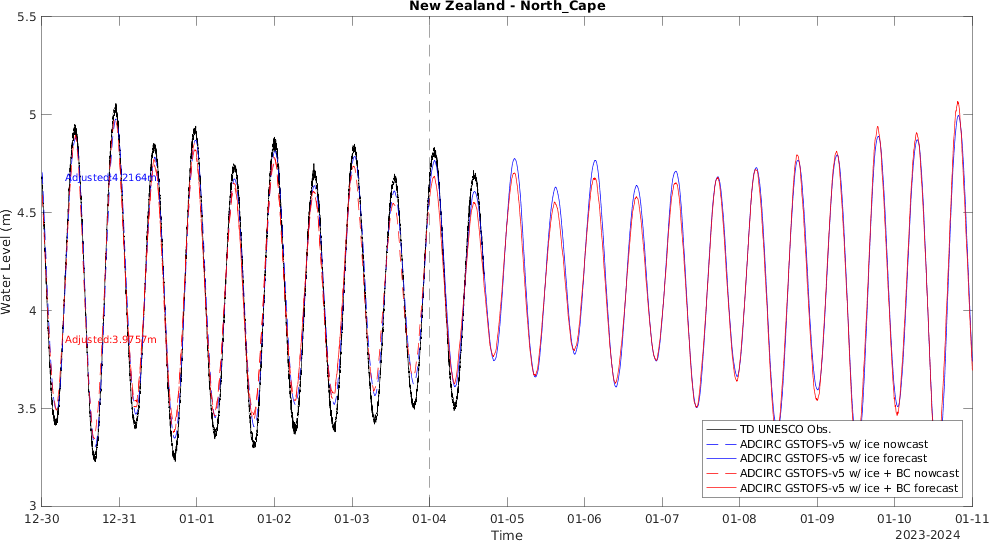 New Zealand - North_Cape
5.5
5
4.5
4
3.5
3
Water Level (m)
Adjusted:4.2164m
Adjusted:3.9757m
TD UNESCO Obs.
ADCIRC GSTOFS-v5 w/ ice nowcast
ADCIRC GSTOFS-v5 w/ ice forecast
ADCIRC GSTOFS-v5 w/ ice + BC nowcast
ADCIRC GSTOFS-v5 w/ ice + BC forecast
12-30 12-31 01-01 01-02 01-03 01-04 01-05 01-06 01-07 01-08 01-09 01-10 01-11
Time
2023-2024